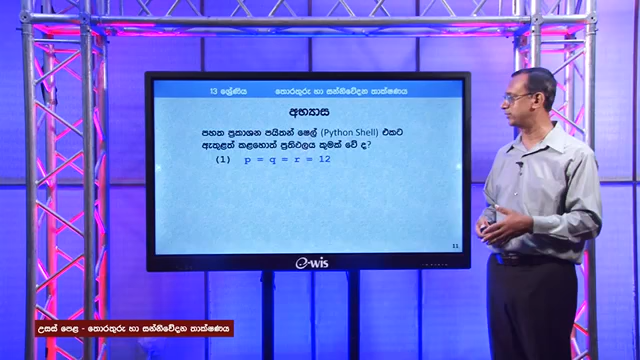 13 ශ්‍රේණිය තොරතුරු හා සන්නිවේදන තාක්ෂණය
අභ්‍යාස
පහත ප්‍රකාශන පයිතන් ෂෙල් (Python Shell) එකට
ඇතුළත් කළහොත් ප්‍රතිඵලය කුමක් වේ ද?
(1) p = q = r = 12
11
e-wis
උසස් පෙළ - තොරතුරු හා සන්නිවේදන තාක්ෂණය